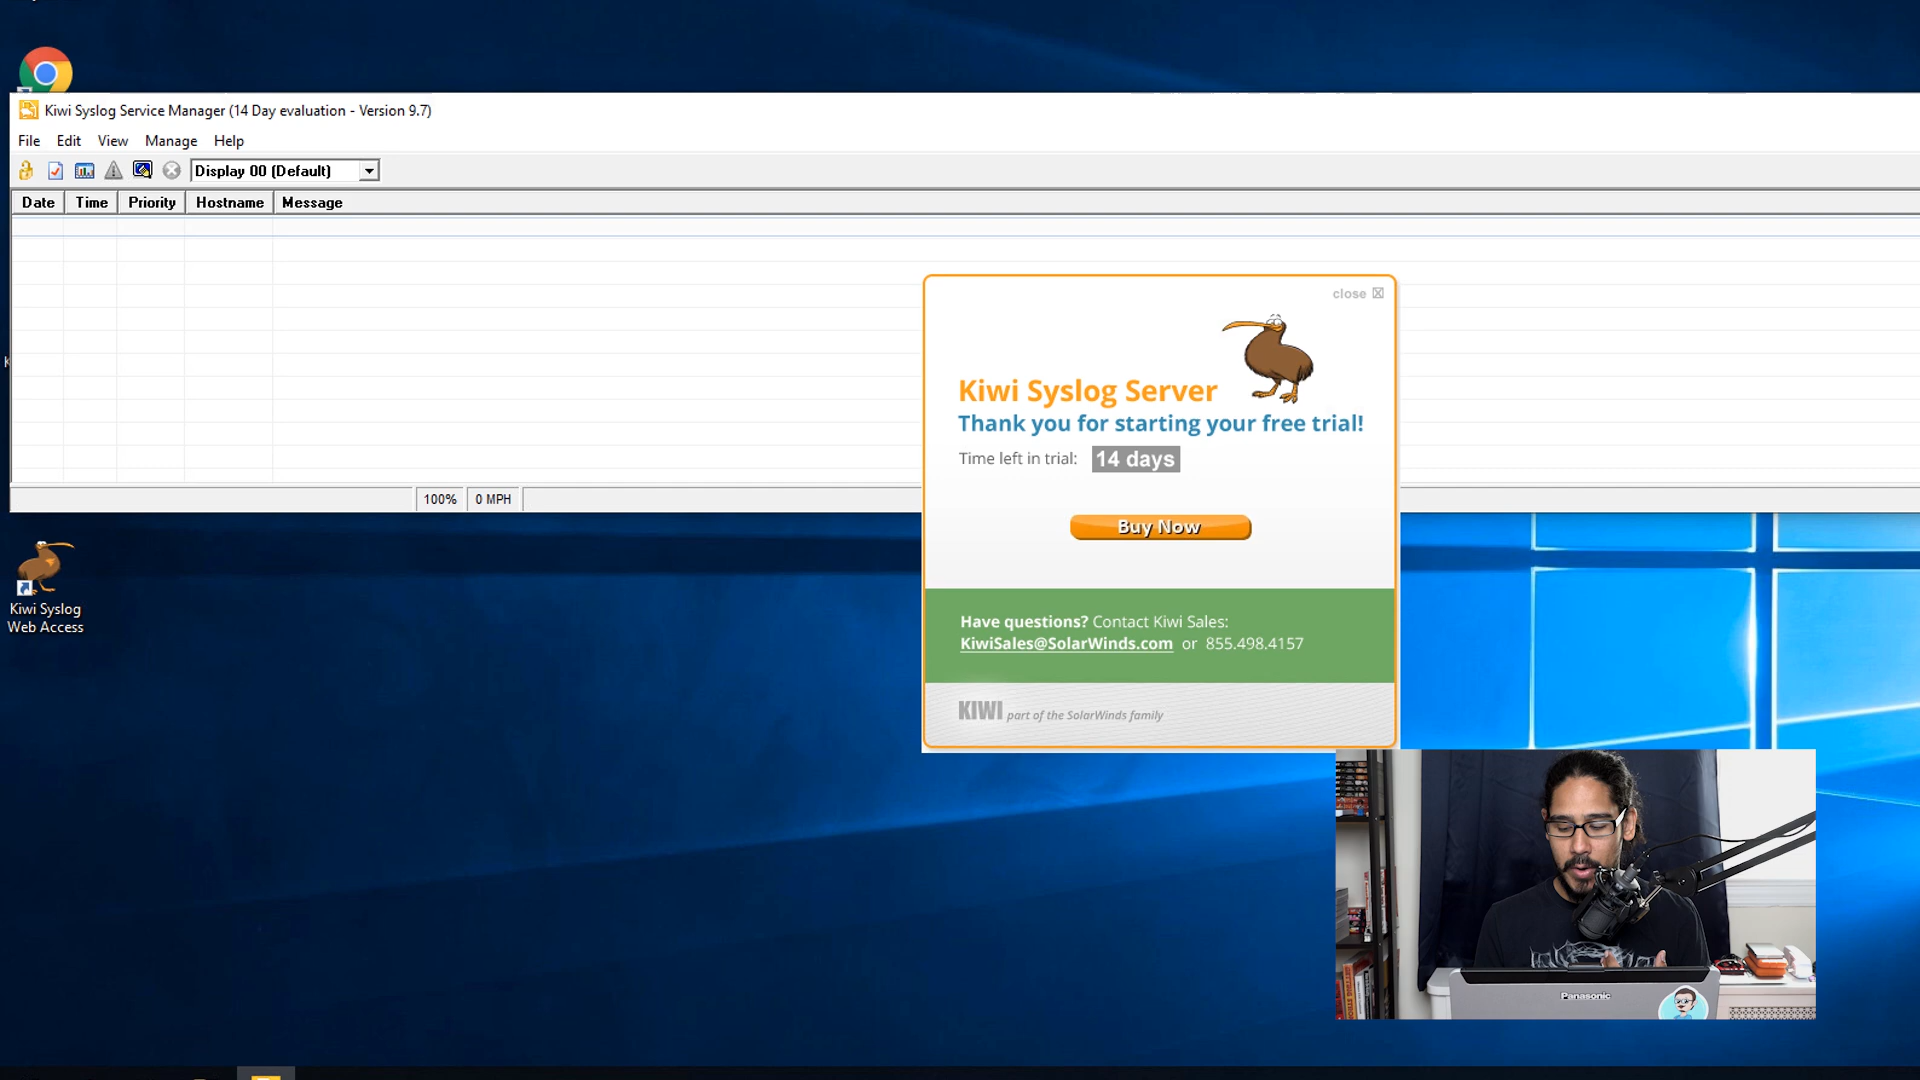 Kiwi Syslog Service Manager (14 Day evaluation - Version 9.7)
File Edit View Manage Help
Display 00 (Default)
Date Time Priority Hostname Message
close
Kiwi Syslog Server
Thank you for starting your free trial!
Time left in trial: 14 days
100% 0 MPH
Buy Now
Kiwi Syslog
Web Access
Have questions? Contact Kiwi Sales:
KiwiSales@SolarWinds.com or 855.498.4157
KIWI part of the SolarWinds family
Panasonic